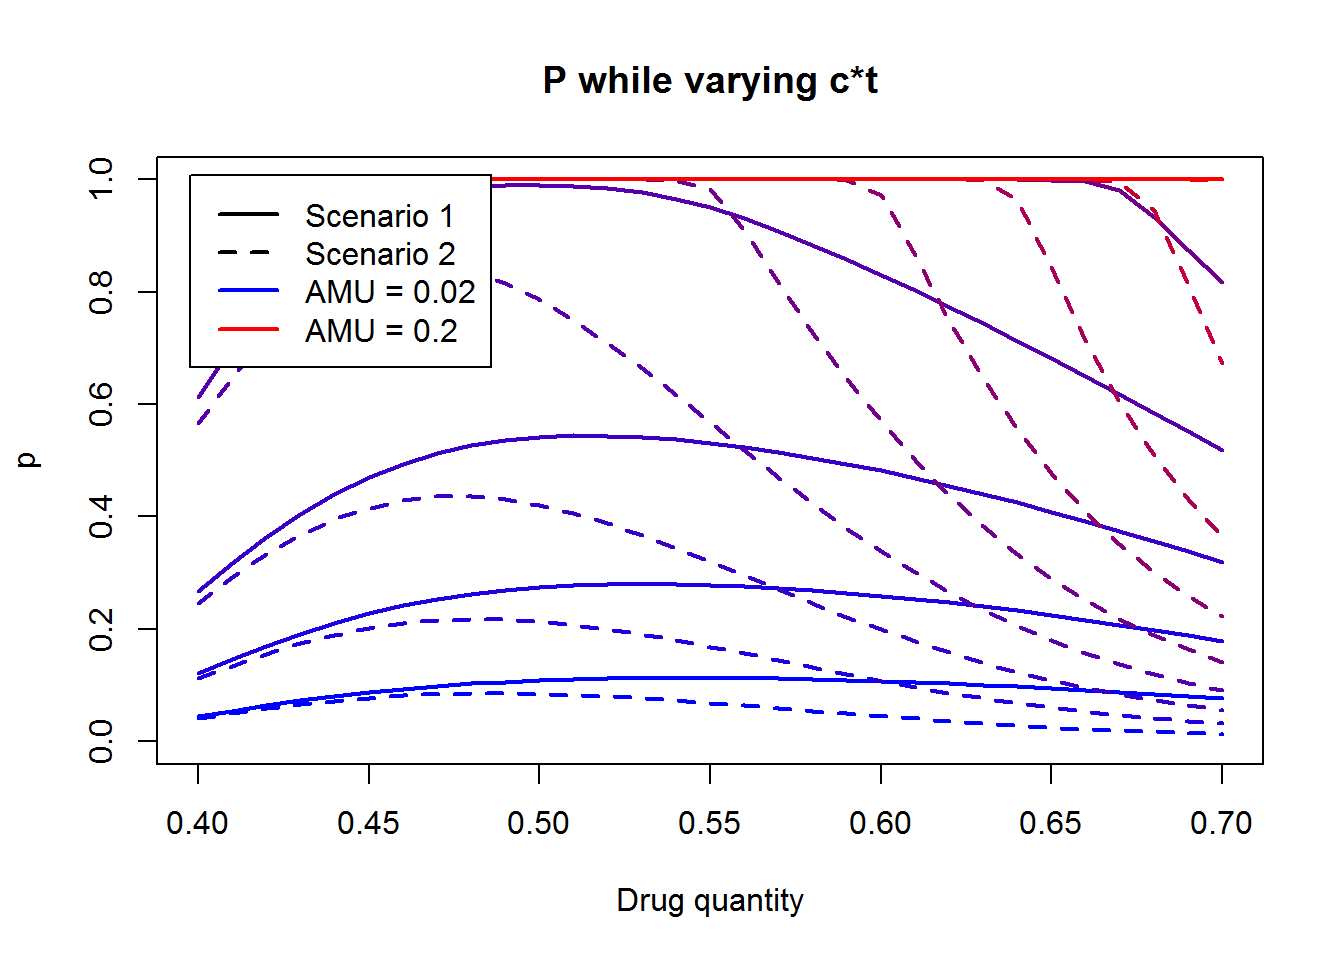 P while varying c*t
p
1.0
0.8
0.6
0.4
0.2
0.0
Scenario 1
Scenario 2
AMU = 0.02
AMU = 0.2
0.40 0.45 0.50 0.55 0.60 0.65 0.70
Drug quantity